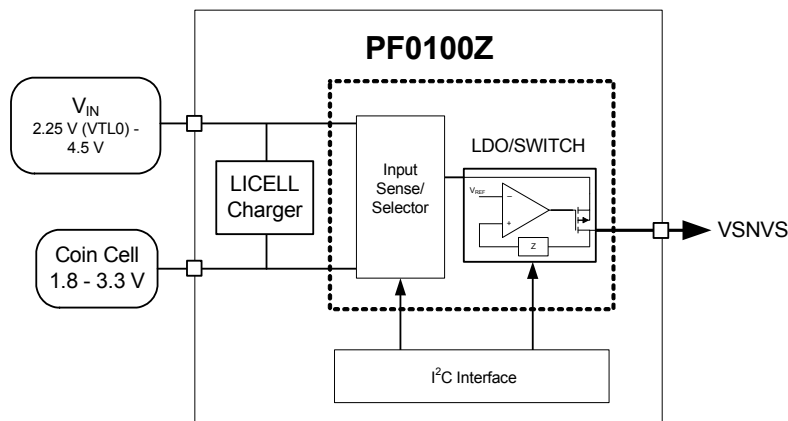 PF0100Z
VIN
2.25 V (VTL0) -
4.5 V
LICELL
Charger
Coin Cell
1.8 - 3.3 V
Input
Sense/
Selector
LDO/SWITCH
VREF
−
+
Z
VSNVS
I²C Interface